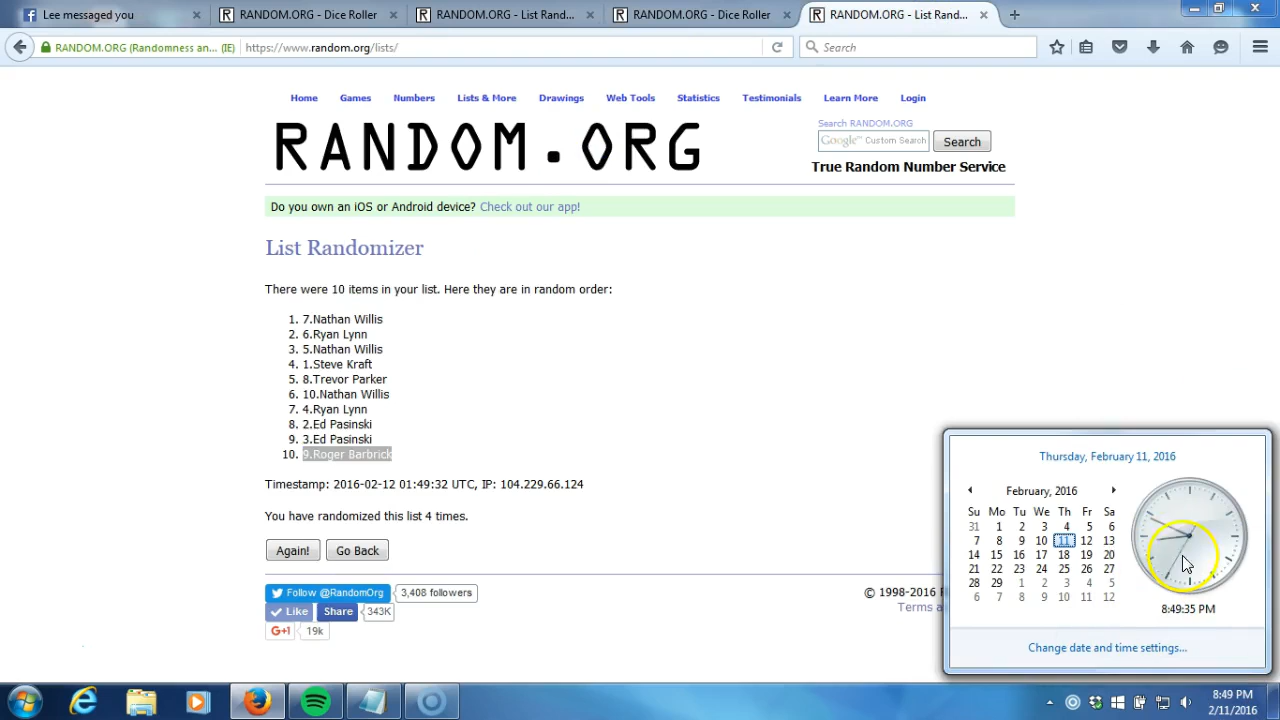 Lee messaged you
RANDOM.ORG - Dice Roller
RANDOM.ORG - List Rand...
RANDOM.ORG - Dice Roller
RANDOM.ORG - List Rand...
RANDOM.ORG (Randomness an... (IE)
https://www.random.org/lists/
Search
Home Games Numbers Lists & More Drawings Web Tools Statistics Testimonials Learn More Login
RANDOM.ORG
Search RANDOM.ORG
Google™ Custom Search
Search
True Random Number Service
Do you own an iOS or Android device? Check out our app!
List Randomizer
There were 10 items in your list. Here they are in random order:
1. 7.Nathan Willis
2. 6.Ryan Lynn
3. 5.Nathan Willis
4. 1.Steve Kraft
5. 8.Trevor Parker
6. 10.Nathan Willis
7. 4.Ryan Lynn
8. 2.Ed Pasinski
9. 3.Ed Pasinski
10. 9.Roger Barbrick
Timestamp: 2016-02-12 01:49:32 UTC, IP: 104.229.66.124
You have randomized this list 4 times.
Again! Go Back
Follow @RandomOrg 3,408 followers
Like Share 343K
G+1 19k
© 1998-2016
Terms
Thursday, February 11, 2016
February, 2016
Su Mo Tu We Th Fr Sa
31 1 2 3 4 5 6
7 8 9 10 11 12 13
14 15 16 17 18 19 20
21 22 23 24 25 26 27
28 29 1 2 3 4 5
6 7 8 9 10 11 12
8:49:35 PM
Change date and time settings...
8:49 PM
2/11/2016